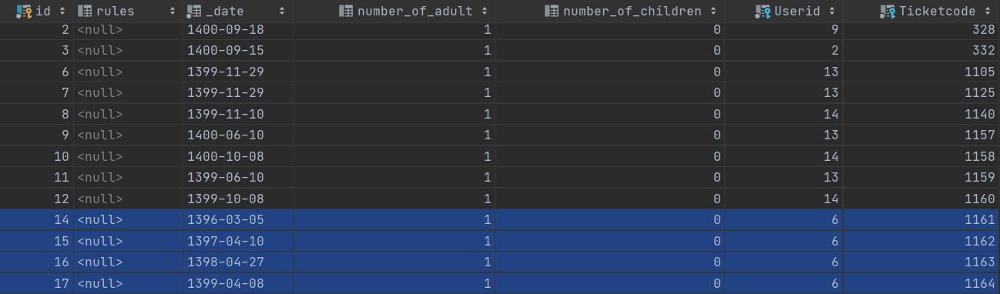 id rules _date number_of_adult number_of_children Userid Ticketcode
2 <null> 1400-09-18 1 0 9 328
3 <null> 1400-09-15 1 0 2 332
6 <null> 1399-11-29 1 0 13 1105
7 <null> 1399-11-29 1 0 13 1125
8 <null> 1399-11-10 1 0 14 1140
9 <null> 1400-06-10 1 0 13 1157
10 <null> 1400-10-08 1 0 14 1158
11 <null> 1399-06-10 1 0 13 1159
12 <null> 1399-10-08 1 0 14 1160
14 <null> 1396-03-05 1 0 6 1161
15 <null> 1397-04-10 1 0 6 1162
16 <null> 1398-04-27 1 0 6 1163
17 <null> 1399-04-08 1 0 6 1164